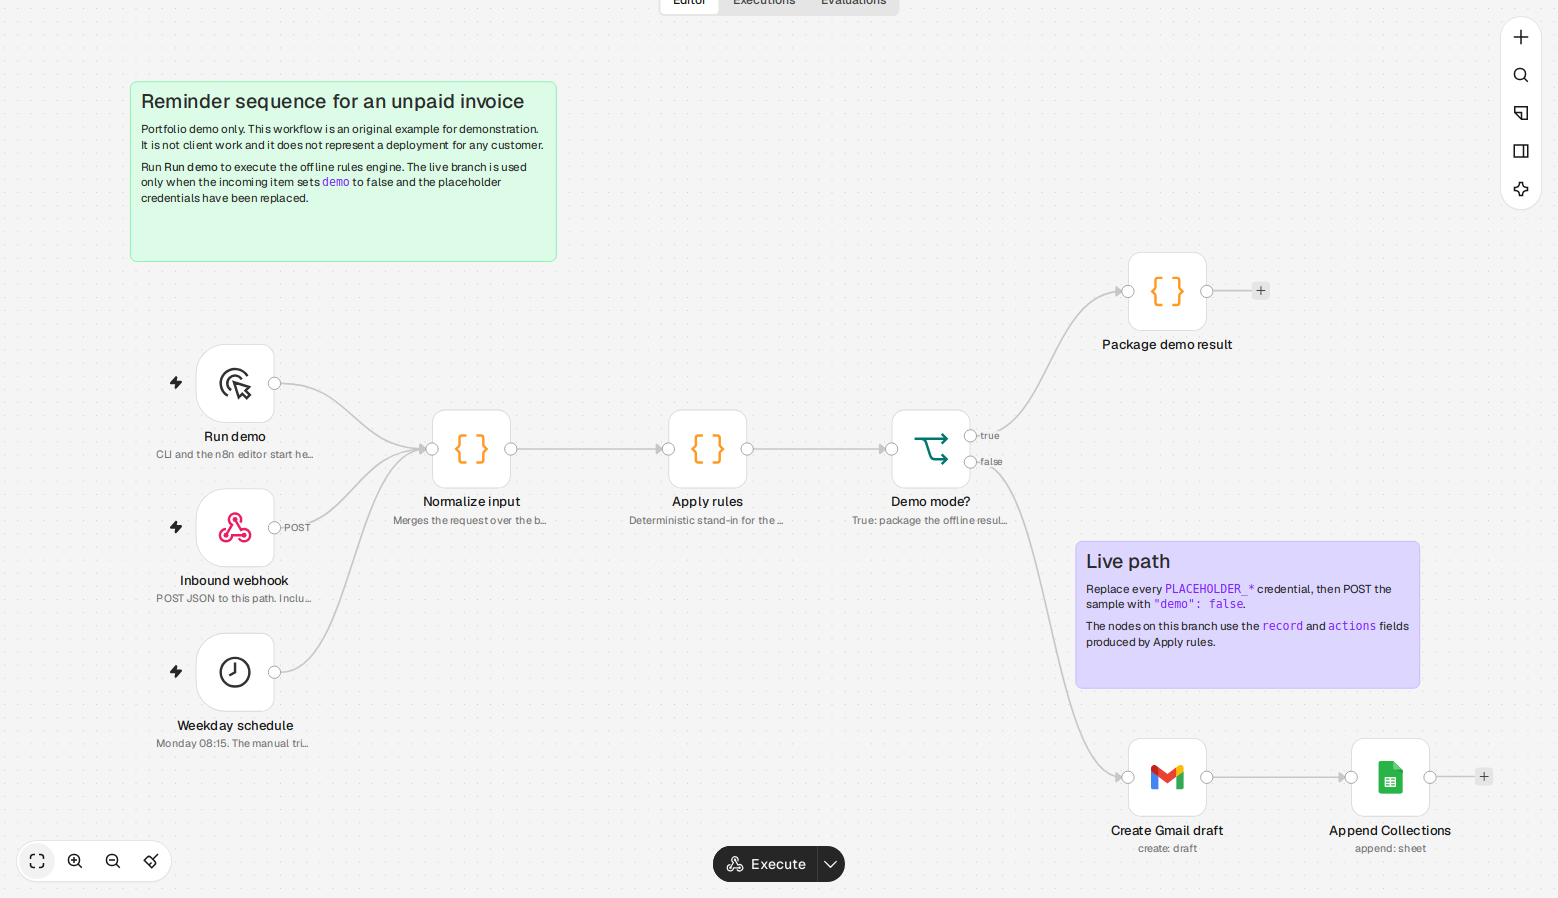 Editor Executions Evaluations
Reminder sequence for an unpaid invoice
Portfolio demo only. This workflow is an original example for demonstration.
It is not client work and it does not represent a deployment for any customer.
Run Run demo to execute the offline rules engine. The live branch is used
only when the incoming item sets demo to false and the placeholder
credentials have been replaced.
Package demo result
Run demo
CLI and the n8n editor start he...
true
false
Normalize input
Merges the request over the b...
Apply rules
Deterministic stand-in for the ...
Demo mode?
True: package the offline resul...
POST
Inbound webhook
POST JSON to this path. Inclu...
Live path
Replace every PLACEHOLDER_* credential, then POST the
sample with "demo": false.
The nodes on this branch use the record and actions fields
produced by Apply rules.
Weekday schedule
Monday 08:15. The manual tri...
Create Gmail draft
create: draft
Append Collections
append: sheet
Execute